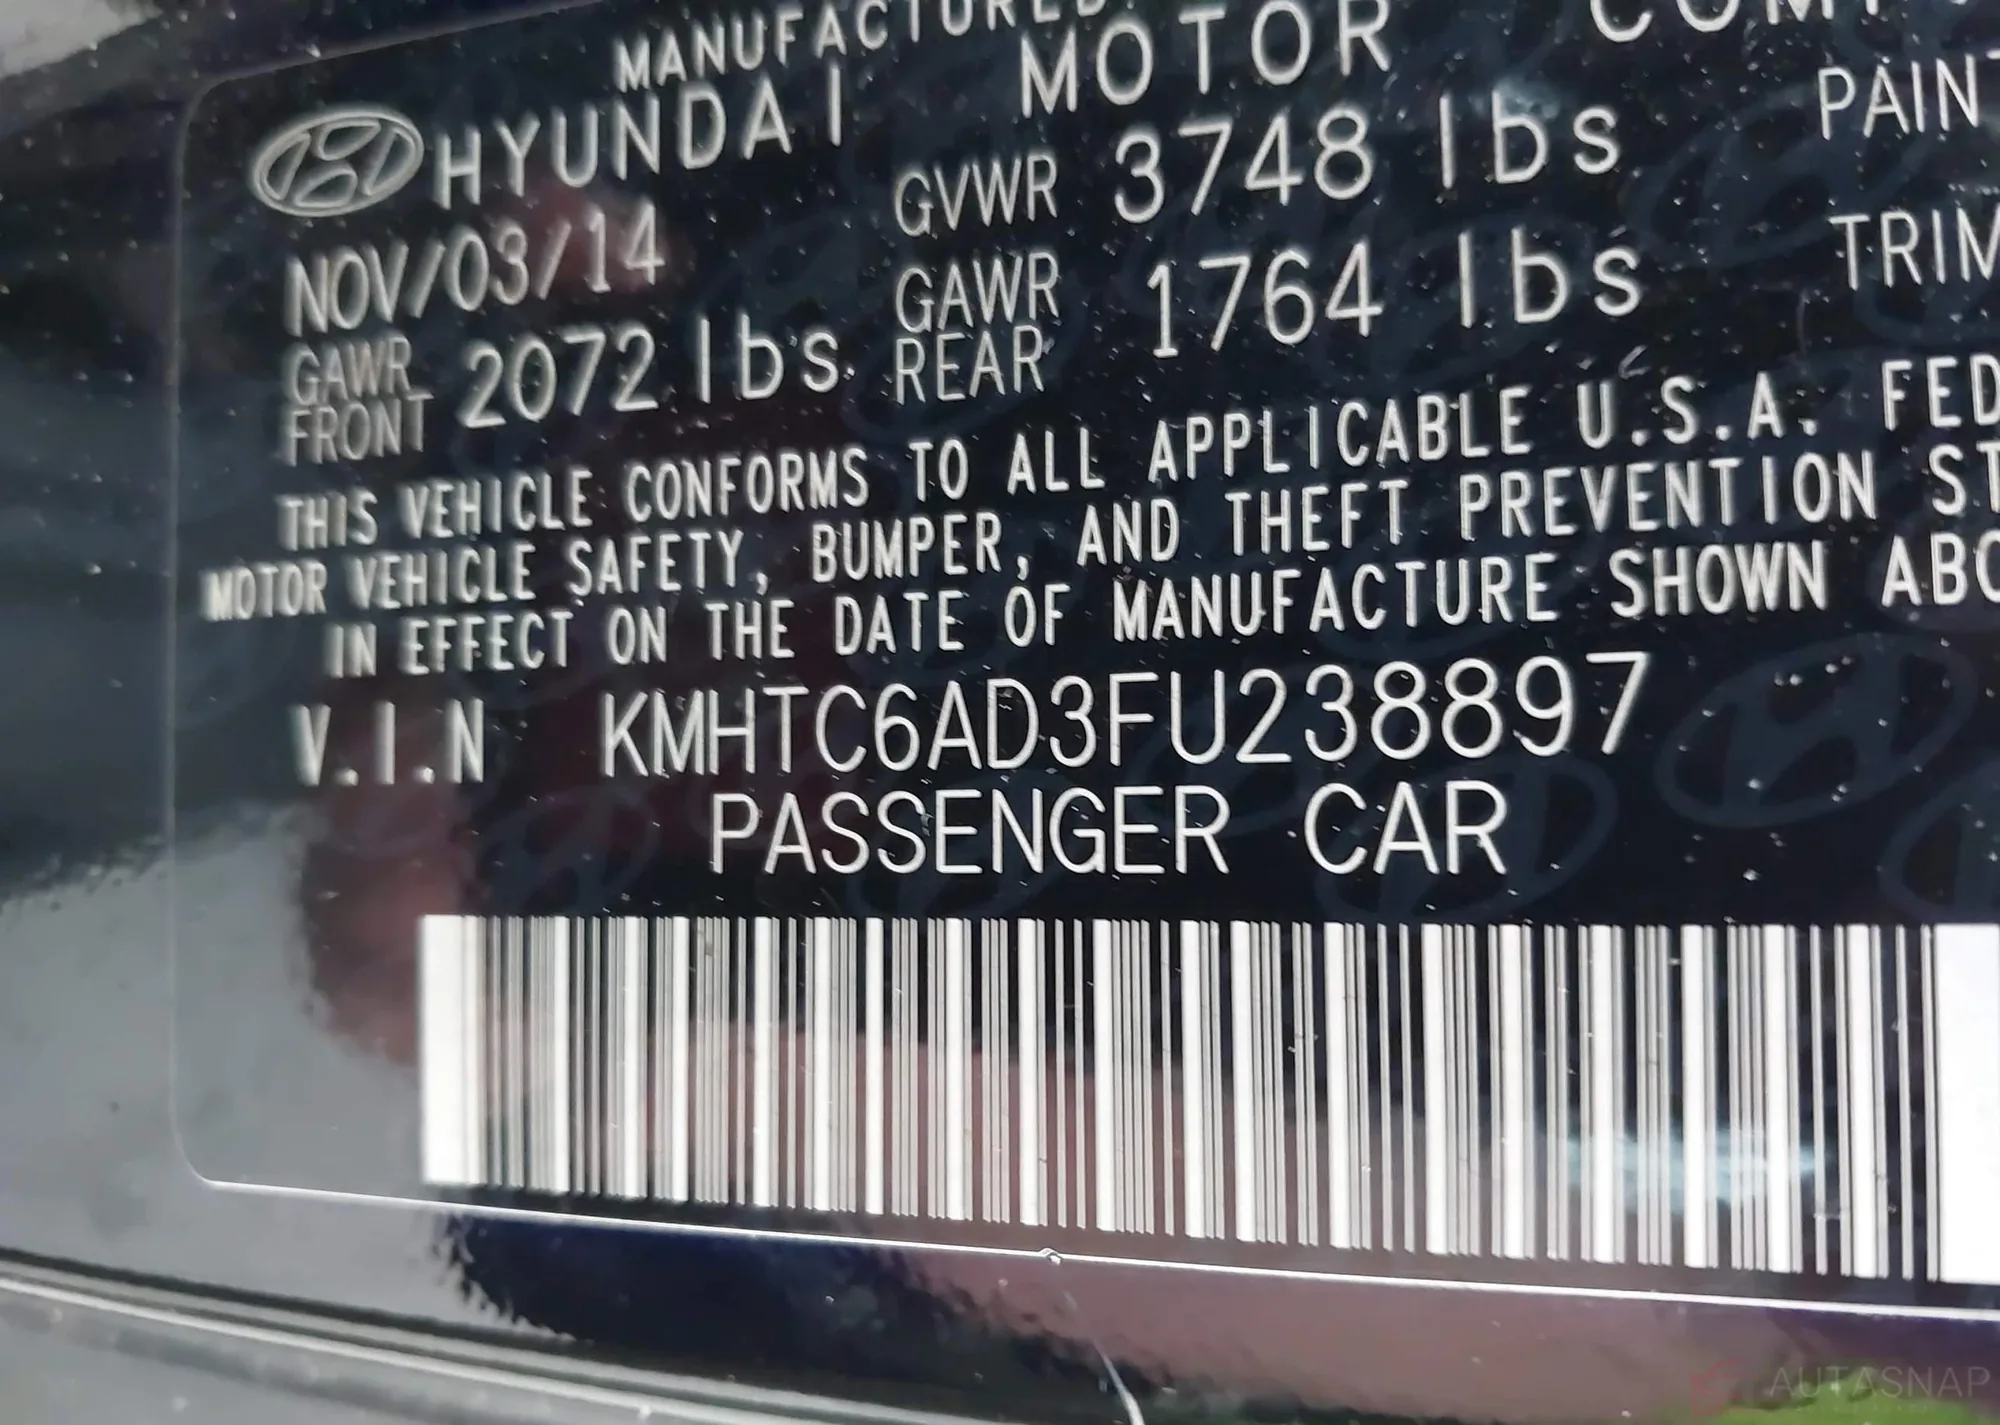 MANUFACTURED
HYUNDAI MOTOR
NOV/03/14 GVWR 3748 lbs PAINT
GAWR FRONT 2072 lbs GAWR REAR 1764 lbs TRIM
THIS VEHICLE CONFORMS TO ALL APPLICABLE U.S.A. FED
MOTOR VEHICLE SAFETY, BUMPER, AND THEFT PREVENTION ST
IN EFFECT ON THE DATE OF MANUFACTURE SHOWN ABO
V.I.N KMHTC6AD3FU238897
PASSENGER CAR
AUTASNAP